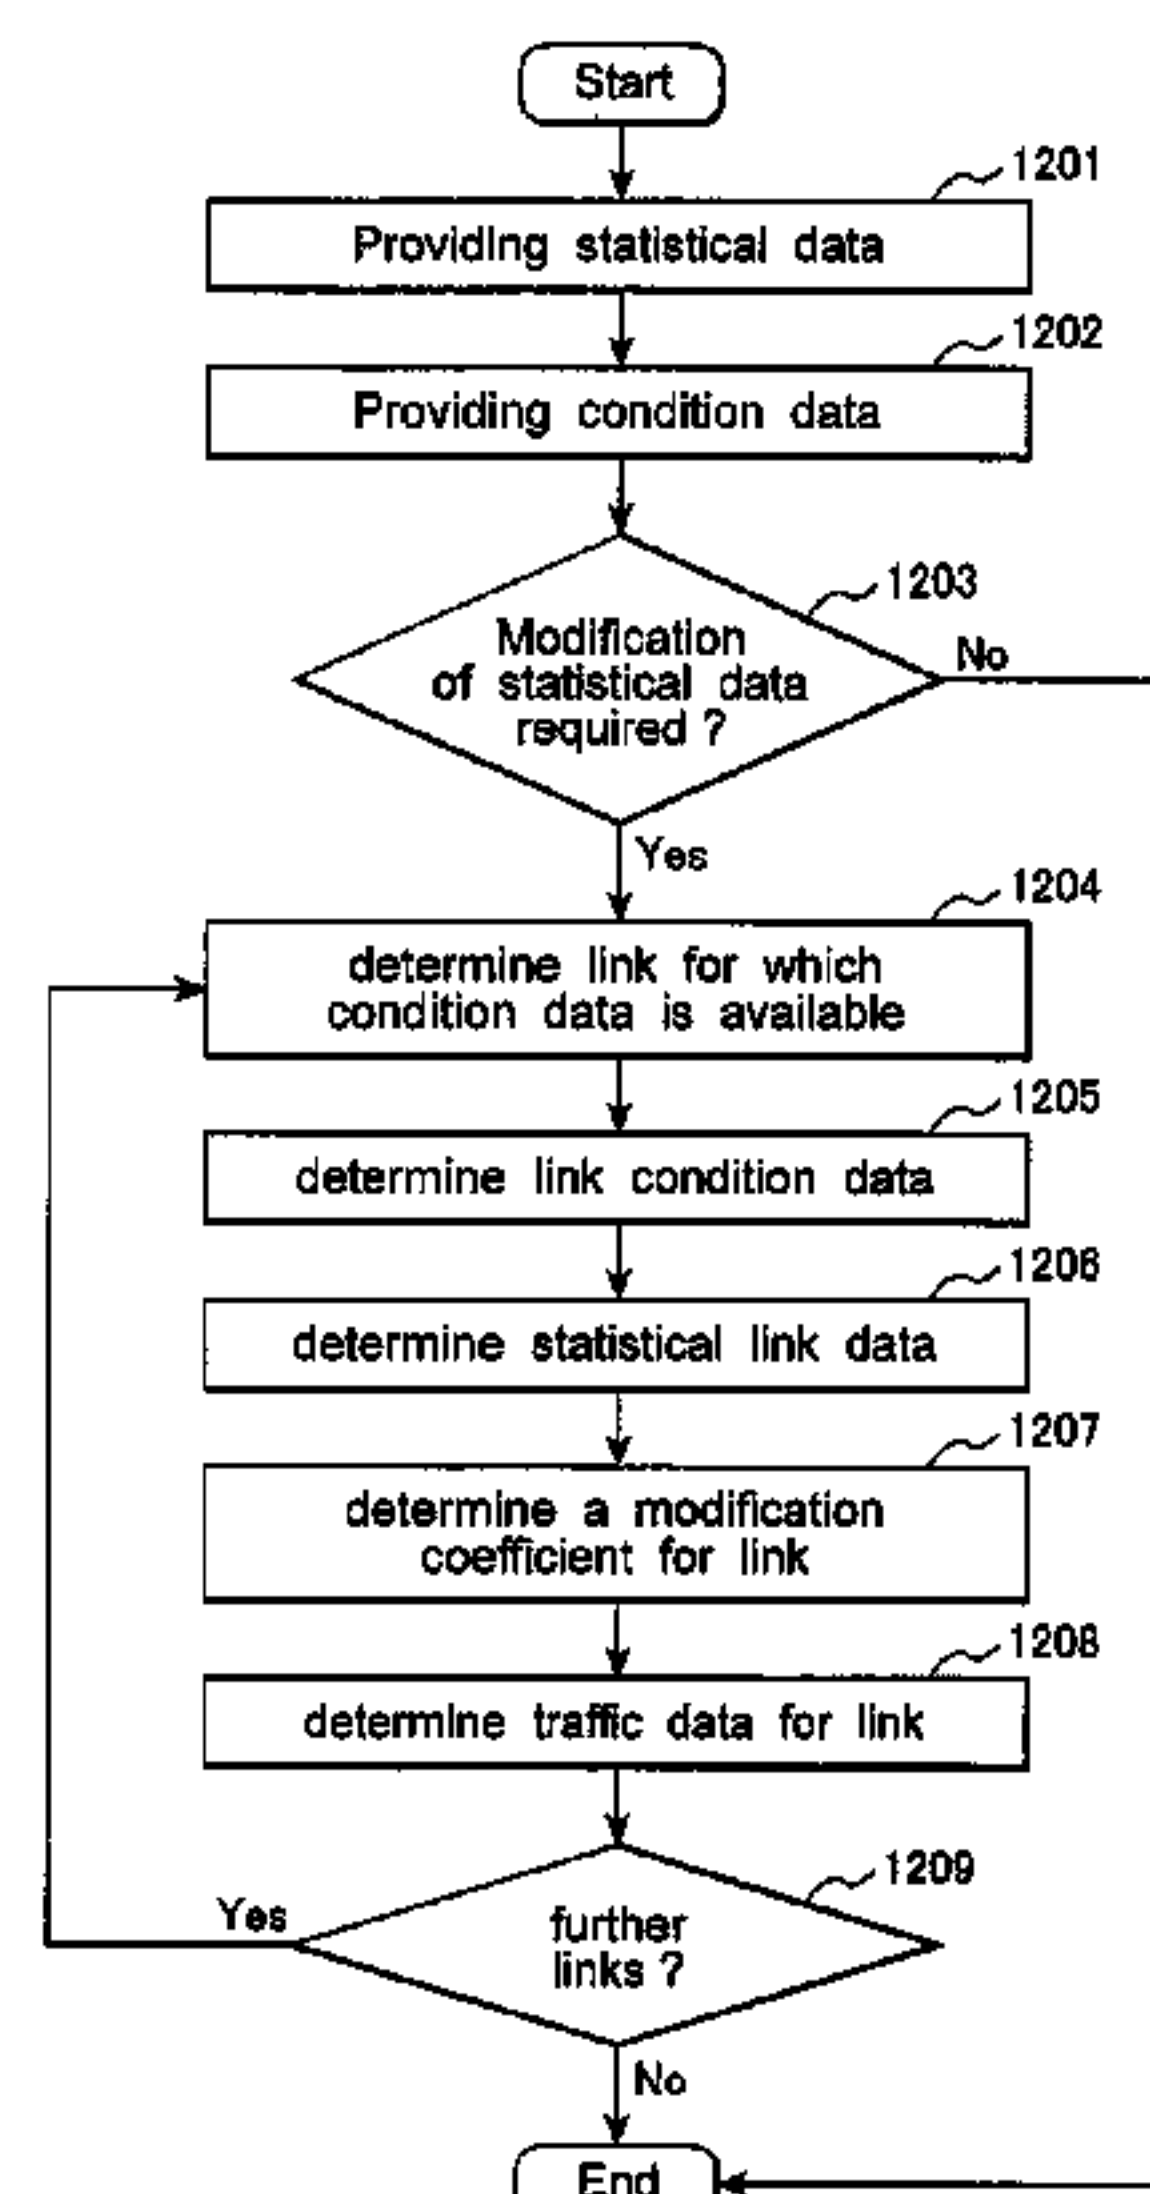 Start
1201
Providing statistical data
1202
Providing condition data
1203
Modification
of statistical data
required ?
No
Yes
1204
determine link for which
condition data is available
1205
determine link condition data
1206
determine statistical link data
1207
determine a modification
coefficient for link
1208
determine traffic data for link
1209
further
links ?
Yes
No
End